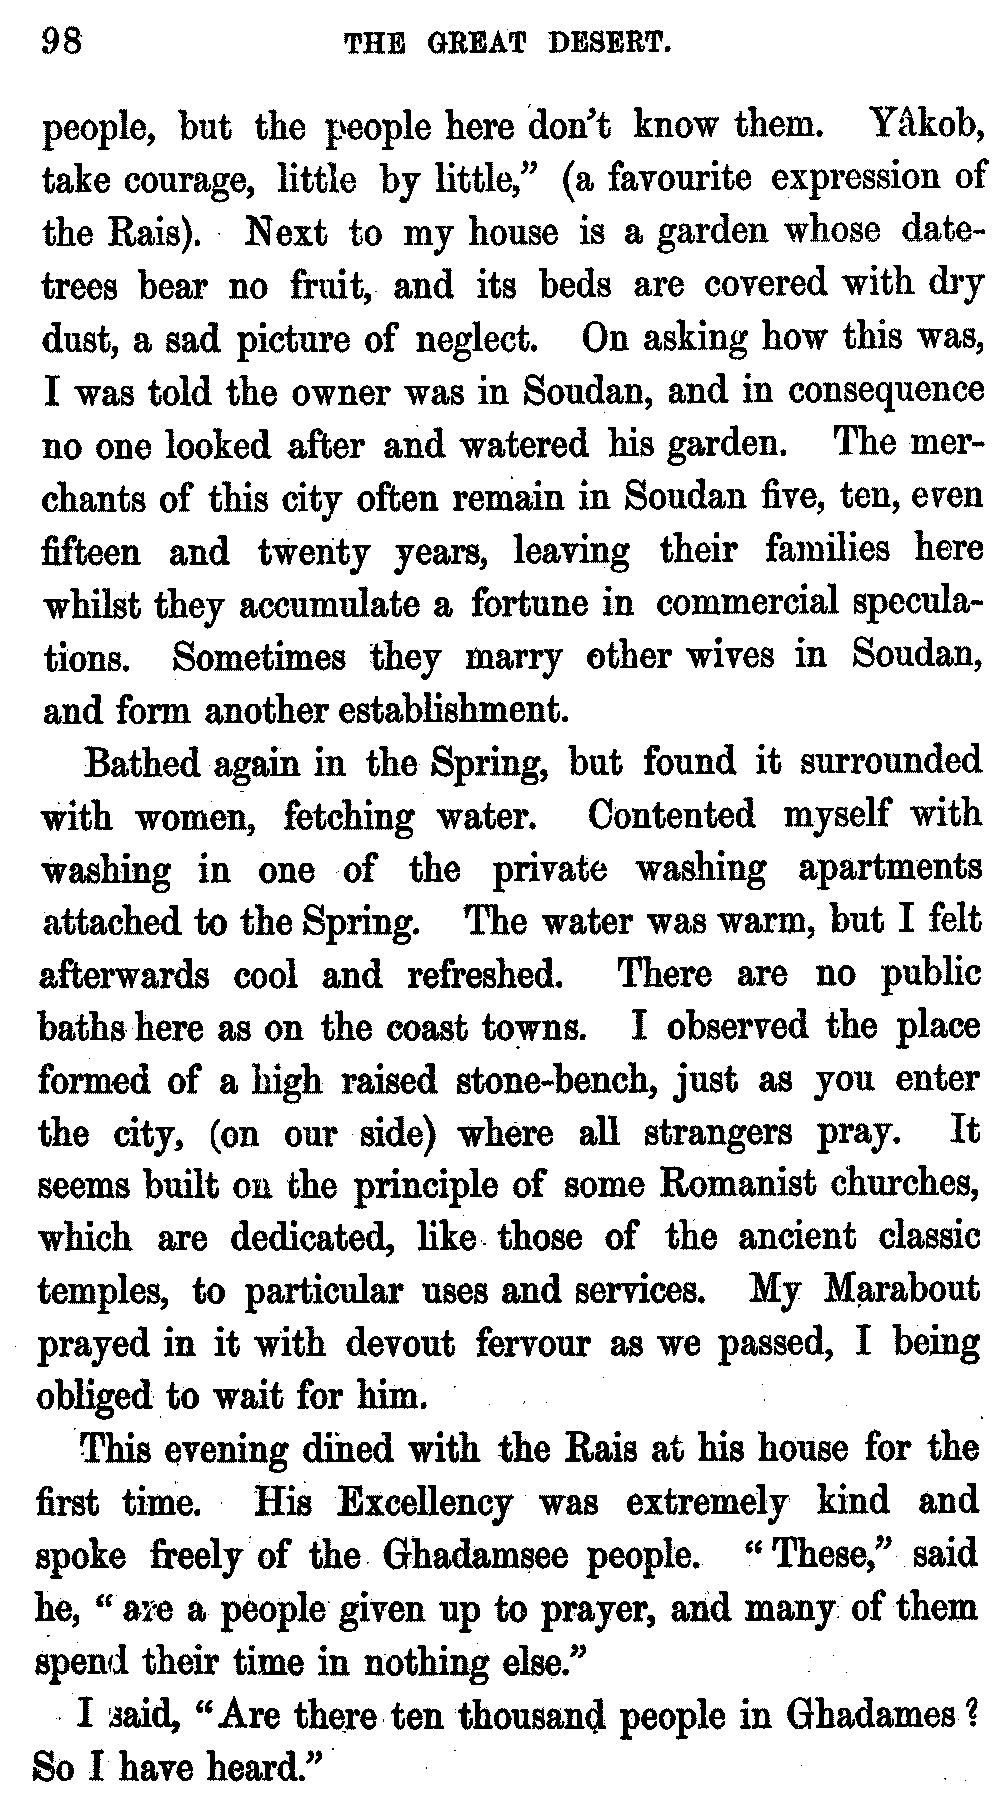 98 THE GREAT DESERT.
people, but the people here don't know them. Yâkob,
take courage, little by little," (a favourite expression of
the Rais). Next to my house is a garden whose date-
trees bear no fruit, and its beds are covered with dry
dust, a sad picture of neglect. On asking how this was,
I was told the owner was in Soudan, and in consequence
no one looked after and watered his garden. The mer-
chants of this city often remain in Soudan five, ten, even
fifteen and twenty years, leaving their families here
whilst they accumulate a fortune in commercial specula-
tions. Sometimes they marry other wives in Soudan,
and form another establishment.
Bathed again in the Spring, but found it surrounded
with women, fetching water. Contented myself with
washing in one of the private washing apartments
attached to the Spring. The water was warm, but I felt
afterwards cool and refreshed. There are no public
baths here as on the coast towns. I observed the place
formed of a high raised stone-bench, just as you enter
the city, (on our side) where all strangers pray. It
seems built on the principle of some Romanist churches,
which are dedicated, like those of the ancient classic
temples, to particular uses and services. My Marabout
prayed in it with devout fervour as we passed, I being
obliged to wait for him.
This evening dined with the Rais at his house for the
first time. His Excellency was extremely kind and
spoke freely of the Ghadamsee people. "These," said
he, "are a people given up to prayer, and many of them
spend their time in nothing else."
I said, "Are there ten thousand people in Ghadames?
So I have heard."